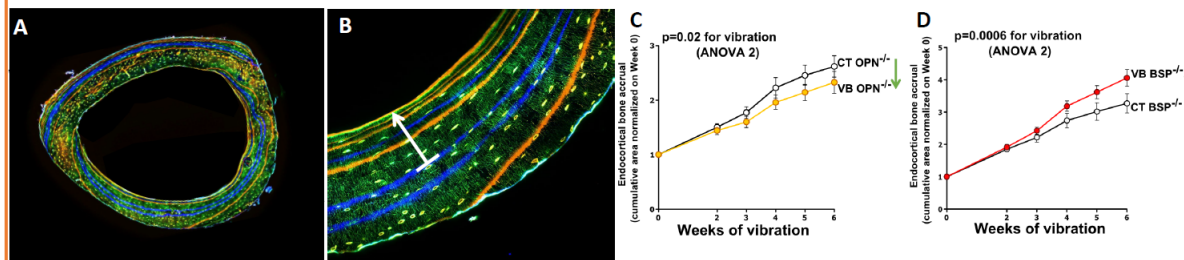 A
B
C
p=0.02 for vibration
(ANOVA 2)
Endocortical bone accrual
(cumulative area normalized on Week 0)
3
2
1
0
0
2
3
4
5
6
Weeks of vibration
CT OPN-/-
VB OPN-/-
D
p=0.0006 for vibration
(ANOVA 2)
Endocortical bone accrual
(cumulative area normalized on Week 0)
5
4
3
2
1
0
0
2
3
4
5
6
Weeks of vibration
VB BSP-/-
CT BSP-/-